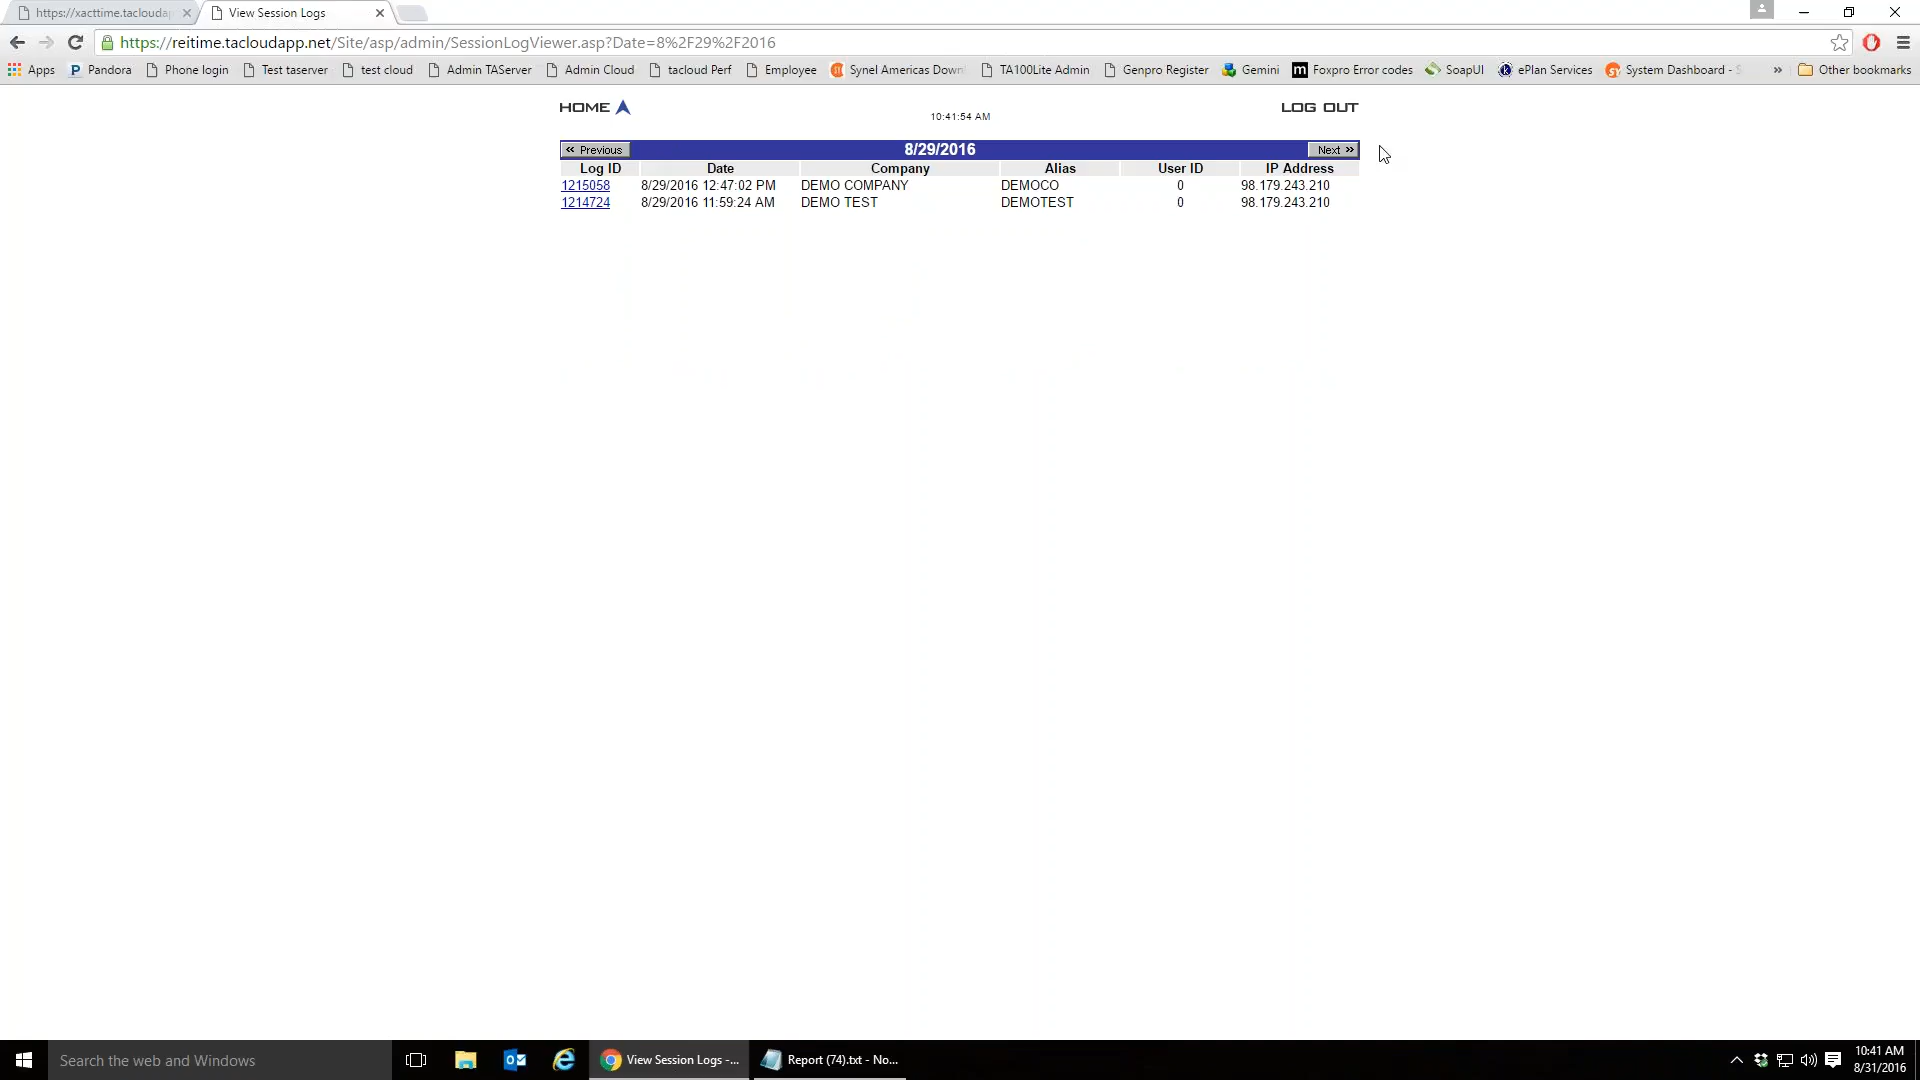 https://xacttime.tacloudap
View Session Logs
https://reitime.tacloudapp.net/Site/asp/admin/SessionLogViewer.asp?Date=8%2F29%2F2016
Apps Pandora Phone login Test taserver test cloud Admin TAServer Admin Cloud tacloud Perf Employee Synel Americas Down TA100Lite Admin Genpro Register Gemini Foxpro Error codes SoapUI ePlan Services System Dashboard - S » Other bookmarks
HOME LOG OUT
10:41:54 AM
« Previous 8/29/2016 Next »
Log ID Date Company Alias User ID IP Address
1215058 8/29/2016 12:47:02 PM DEMO COMPANY DEMOCO 0 98.179.243.210
1214724 8/29/2016 11:59:24 AM DEMO TEST DEMOTEST 0 98.179.243.210
Search the web and Windows
View Session Logs -...
Report (74).txt - No...
10:41 AM
8/31/2016